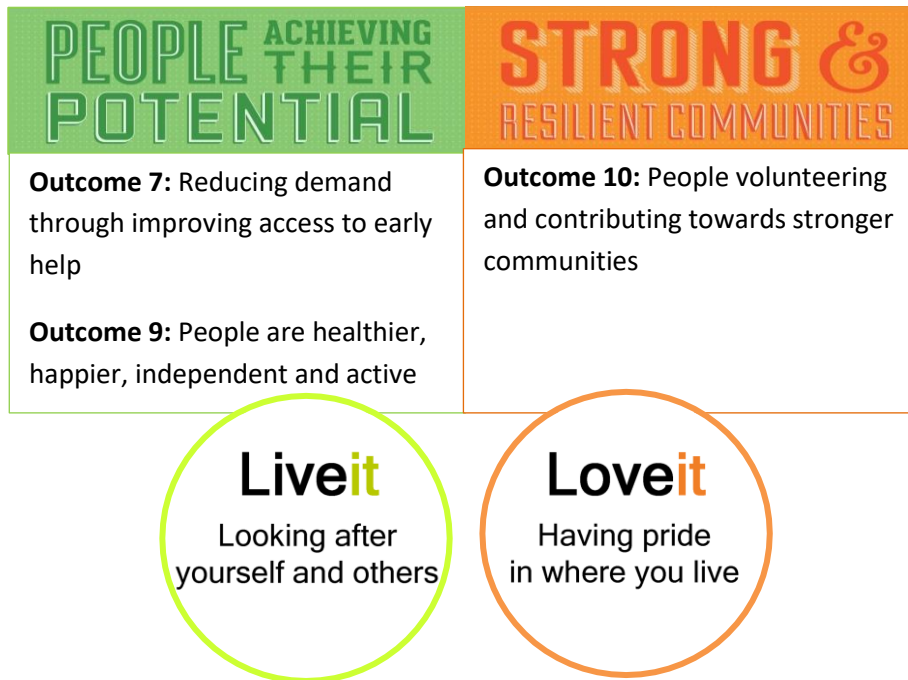 PEOPLE ACHIEVING
THEIR
POTENTIAL
Outcome 7: Reducing demand
through improving access to early
help
Outcome 9: People are healthier,
happier, independent and active
STRONG &
RESILIENT COMMUNITIES
Outcome 10: People volunteering
and contributing towards stronger
communities
Liveit
Looking after
yourself and others
Loveit
Having pride
in where you live